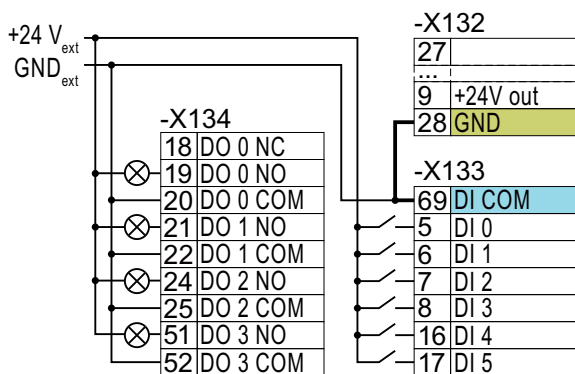 +24 Vext
GNDext
-X132
27
...
9 +24V out
28 GND
-X134
18 DO 0 NC
19 DO 0 NO
20 DO 0 COM
21 DO 1 NO
22 DO 1 COM
24 DO 2 NO
25 DO 2 COM
51 DO 3 NO
52 DO 3 COM
-X133
69 DI COM
5 DI 0
6 DI 1
7 DI 2
8 DI 3
16 DI 4
17 DI 5